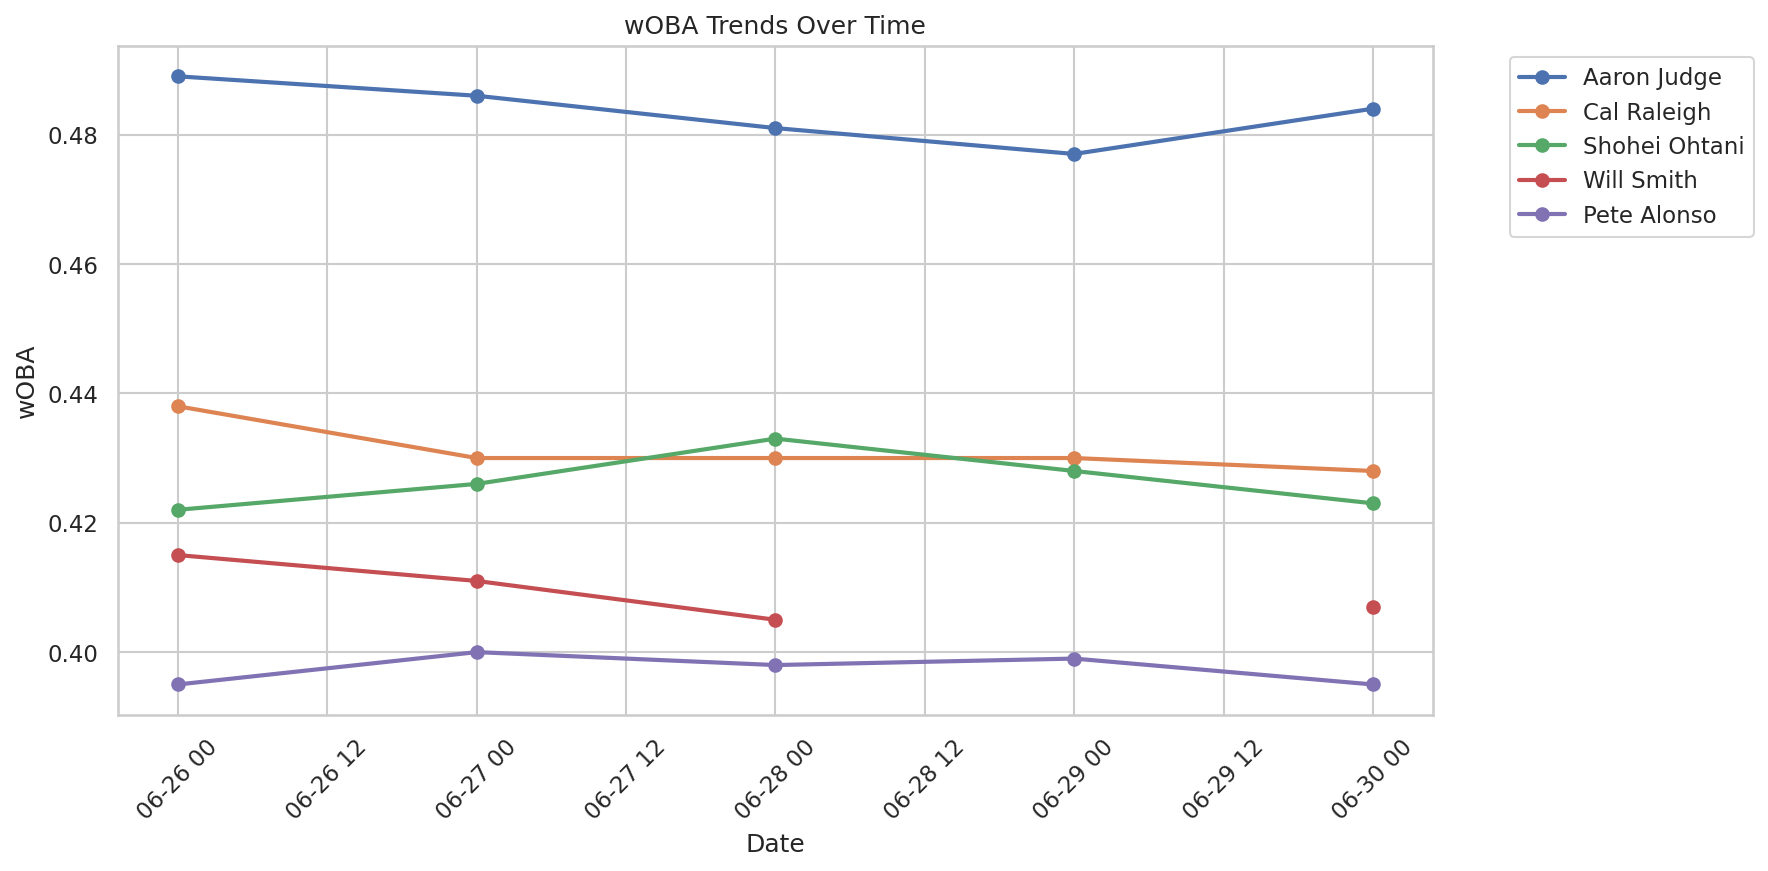 wOBA Trends Over Time
Aaron Judge
Cal Raleigh
Shohei Ohtani
Will Smith
Pete Alonso
wOBA
0.48
0.46
0.44
0.42
0.40
06-26 00
06-26 12
06-27 00
06-27 12
06-28 00
06-28 12
06-29 00
06-29 12
06-30 00
Date